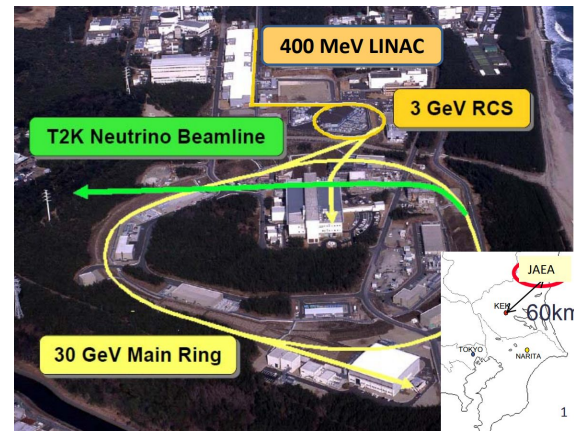 400 MeV LINAC
3 GeV RCS
T2K Neutrino Beamline
30 GeV Main Ring
JAEA
KEK
60km
TOKYO
NARITA
1